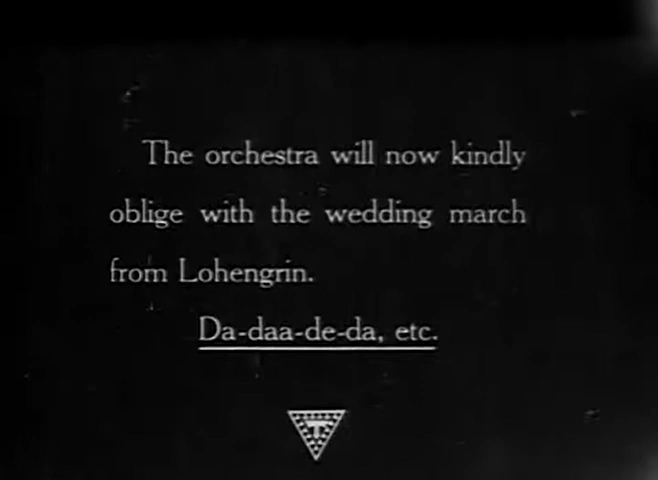 The orchestra will now kindly
oblige with the wedding march
from Lohengrin.
Da-daa-de-da, etc.
T